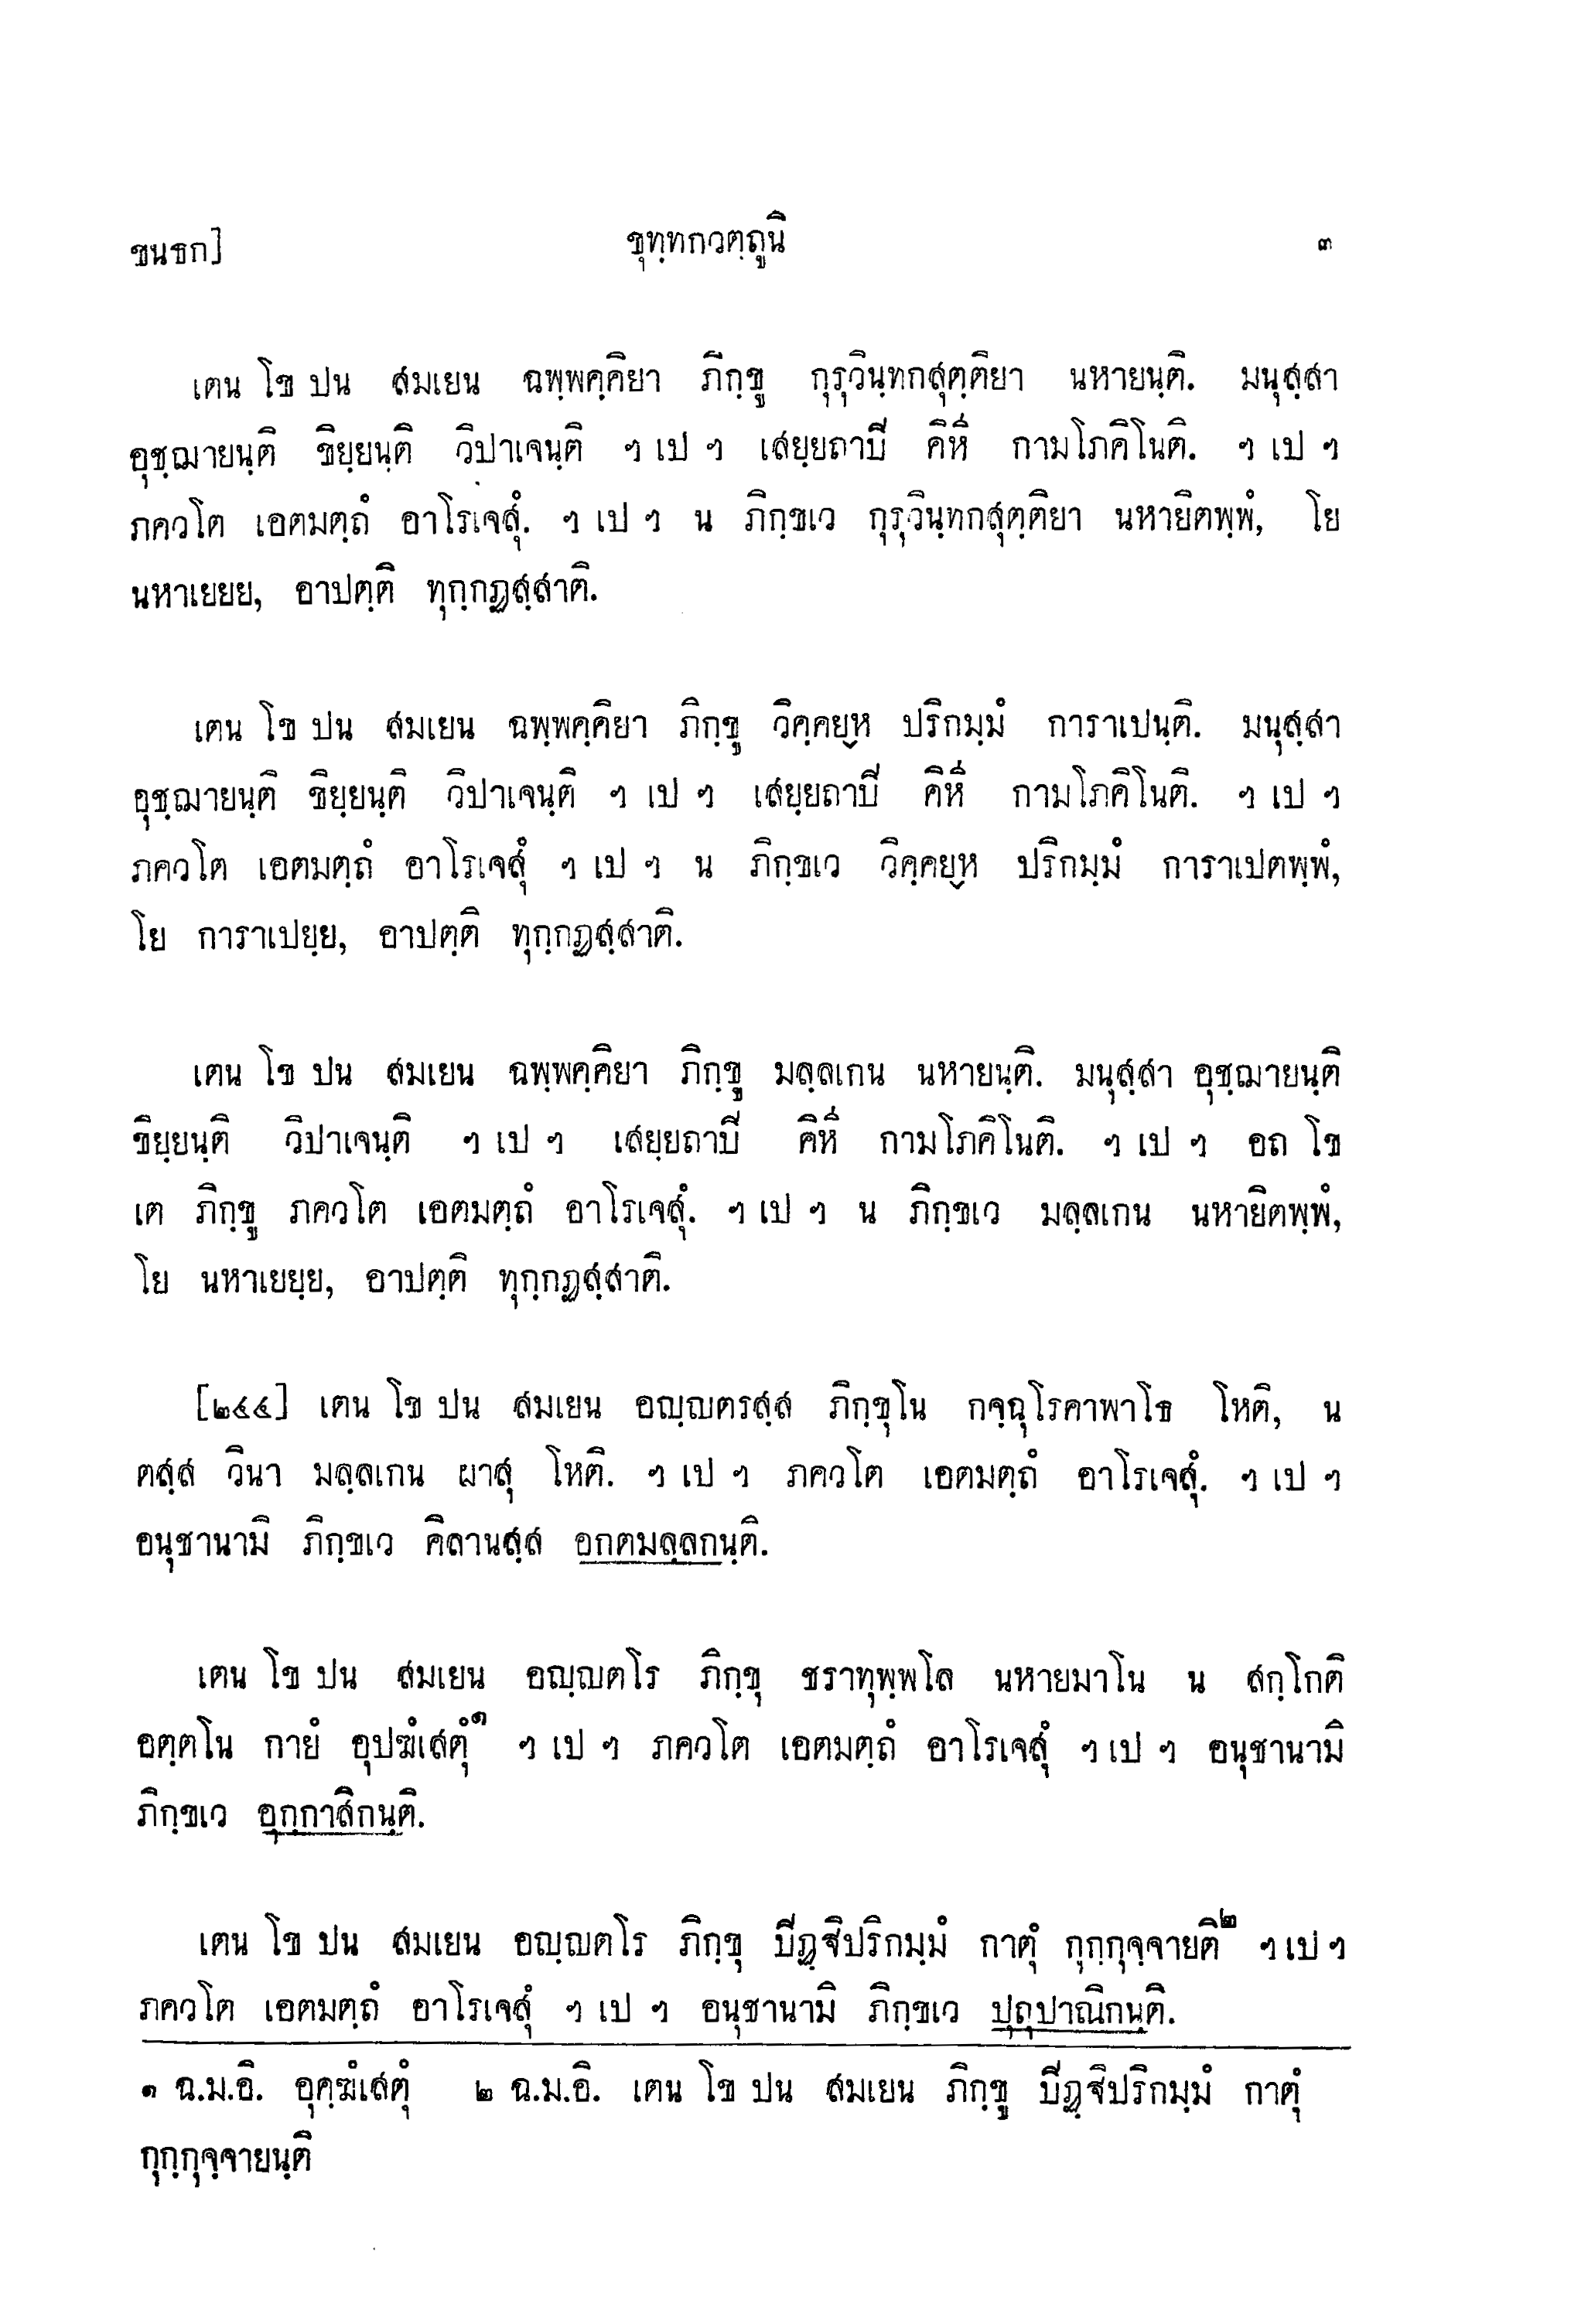 ขนธก]
ขุทฺทกวตฺถูนิ
๓
เตน โข ปน สมเยน ฉพฺพคฺคิยา ภิกฺขู กุรุวินฺทกสุตฺติยา นหายนฺติ. มนุสฺสา
อุชฺฌายนฺติ ขิยฺยนฺติ วิปาเจนฺติ ฯ เป ฯ เสยฺยถาปิ คิหี กามโภคิโนติ. ฯ เป ฯ
ภควโต เอตมตฺถํ อาโรเจสุํ. ฯ เป ฯ น ภิกฺขเว กุรุวินฺทกสุตฺติยา นหายิตพฺพํ, โย
นหาเยยย, อาปตฺติ ทุกฺกฏสฺสาติ.
เตน โข ปน สมเยน ฉพฺพคฺคิยา ภิกฺขู วิคฺคยฺห ปริกมฺมํ การาเปนฺติ. มนุสฺสา
อุชฺฌายนฺติ ขิยฺยนฺติ วิปาเจนฺติ ฯ เป ฯ เสยฺยถาปิ คิหี กามโภคิโนติ. ฯ เป ฯ
ภควโต เอตมตฺถํ อาโรเจสุํ ฯ เป ฯ น ภิกฺขเว วิคฺคยฺห ปริกมฺมํ การาเปตพฺพํ,
โย การาเปยฺย, อาปตฺติ ทุกฺกฏสฺสาติ.
เตน โข ปน สมเยน ฉพฺพคฺคิยา ภิกฺขู มลฺลเกน นหายนฺติ. มนุสฺสา อุชฺฌายนฺติ
ขิยฺยนฺติ วิปาเจนฺติ ฯ เป ฯ เสยฺยถาปิ คิหี กามโภคิโนติ. ฯ เป ฯ อถ โข
เต ภิกฺขู ภควโต เอตมตฺถํ อาโรเจสุํ. ฯ เป ฯ น ภิกฺขเว มลฺลเกน นหายิตพฺพํ,
โย นหาเยยฺย, อาปตฺติ ทุกฺกฏสฺสาติ.
[๒๔๔] เตน โข ปน สมเยน อญฺญตรสฺส ภิกฺขุโน กจฺฉุโรคาพาโธ โหติ, น
ตสฺส วินา มลฺลเกน ผาสุ โหติ. ฯ เป ฯ ภควโต เอตมตฺถํ อาโรเจสุํ. ฯ เป ฯ
อนุชานามิ ภิกฺขเว คิลานสฺส อกตมลฺลกนฺติ.
เตน โข ปน สมเยน อญฺญตโร ภิกฺขุ ชราทุพฺพโล นหายมาโน น สกฺโกติ
อตฺตโน กายํ อุปฆํเสตุํ๑ ฯ เป ฯ ภควโต เอตมตฺถํ อาโรเจสุํ ฯ เป ฯ อนุชานามิ
ภิกฺขเว อุกฺกาสิกนฺติ.
เตน โข ปน สมเยน อญฺญตโร ภิกฺขุ ปิฏฺฐิปริกมฺมํ กาตุํ กุกฺกุจฺจายติ๒ ฯ เป ฯ
ภควโต เอตมตฺถํ อาโรเจสุํ ฯ เป ฯ อนุชานามิ ภิกฺขเว ปุถุปาณิกนฺติ.
๑ ฉ.ม.อิ. อุคฺฆํเสตุํ ๒ ฉ.ม.อิ. เตน โข ปน สมเยน ภิกฺขู ปิฏฺฐิปริกมฺมํ กาตุํ
กุกฺกุจฺจายนฺติ